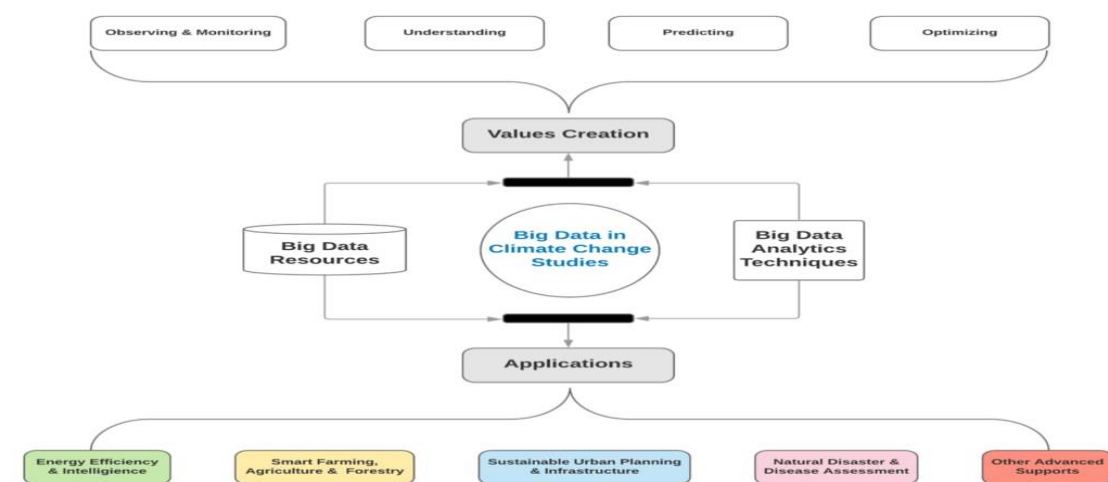 Observing & Monitoring
Understanding
Predicting
Optimizing
Values Creation
Big Data
Resources
Big Data in
Climate Change
Studies
Big Data
Analytics
Techniques
Applications
Energy Efficiency
& Intelligience
Smart Farming,
Agriculture & Forestry
Sustainable Urban Planning
& Infrastructure
Natural Disaster &
Disease Assessment
Other Advanced
Supports